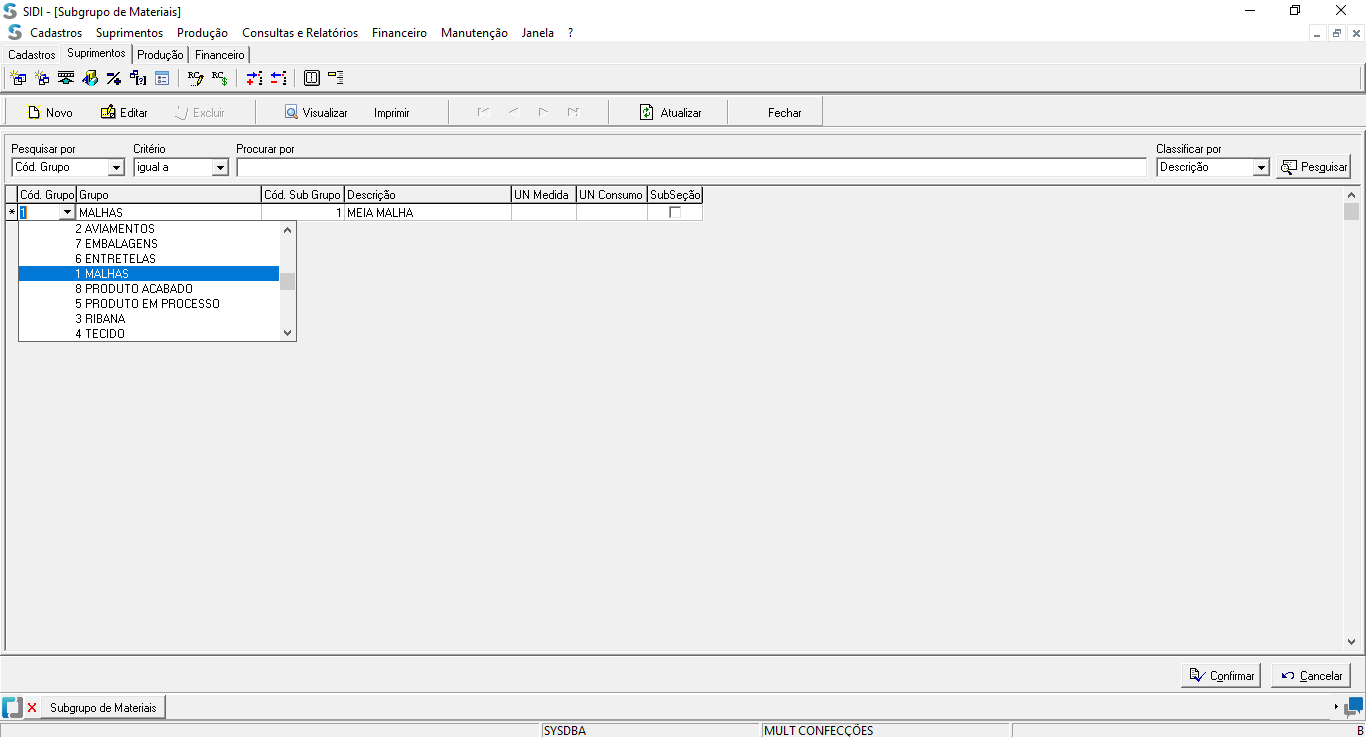 SIDI - [Subgrupo de Materiais]
Cadastros Suprimentos Produção Consultas e Relatórios Financeiro Manutenção Janela ?
Cadastros Suprimentos Produção Financeiro
Novo Editar Excluir Visualizar Imprimir Atualizar Fechar
Pesquisar por Critério Procurar por Classificar por
Cód. Grupo igual a Descrição Pesquisar
Cód. Grupo Grupo Cód. Sub Grupo Descrição UN Medida UN Consumo SubSeção
* 1 MALHAS 1 MEIA MALHA
2 AVIAMENTOS
7 EMBALAGENS
6 ENTRETELAS
1 MALHAS
8 PRODUTO ACABADO
5 PRODUTO EM PROCESSO
3 RIBANA
4 TECIDO
Confirmar Cancelar
Subgrupo de Materiais
SYSDBA MULT CONFECÇÕES B